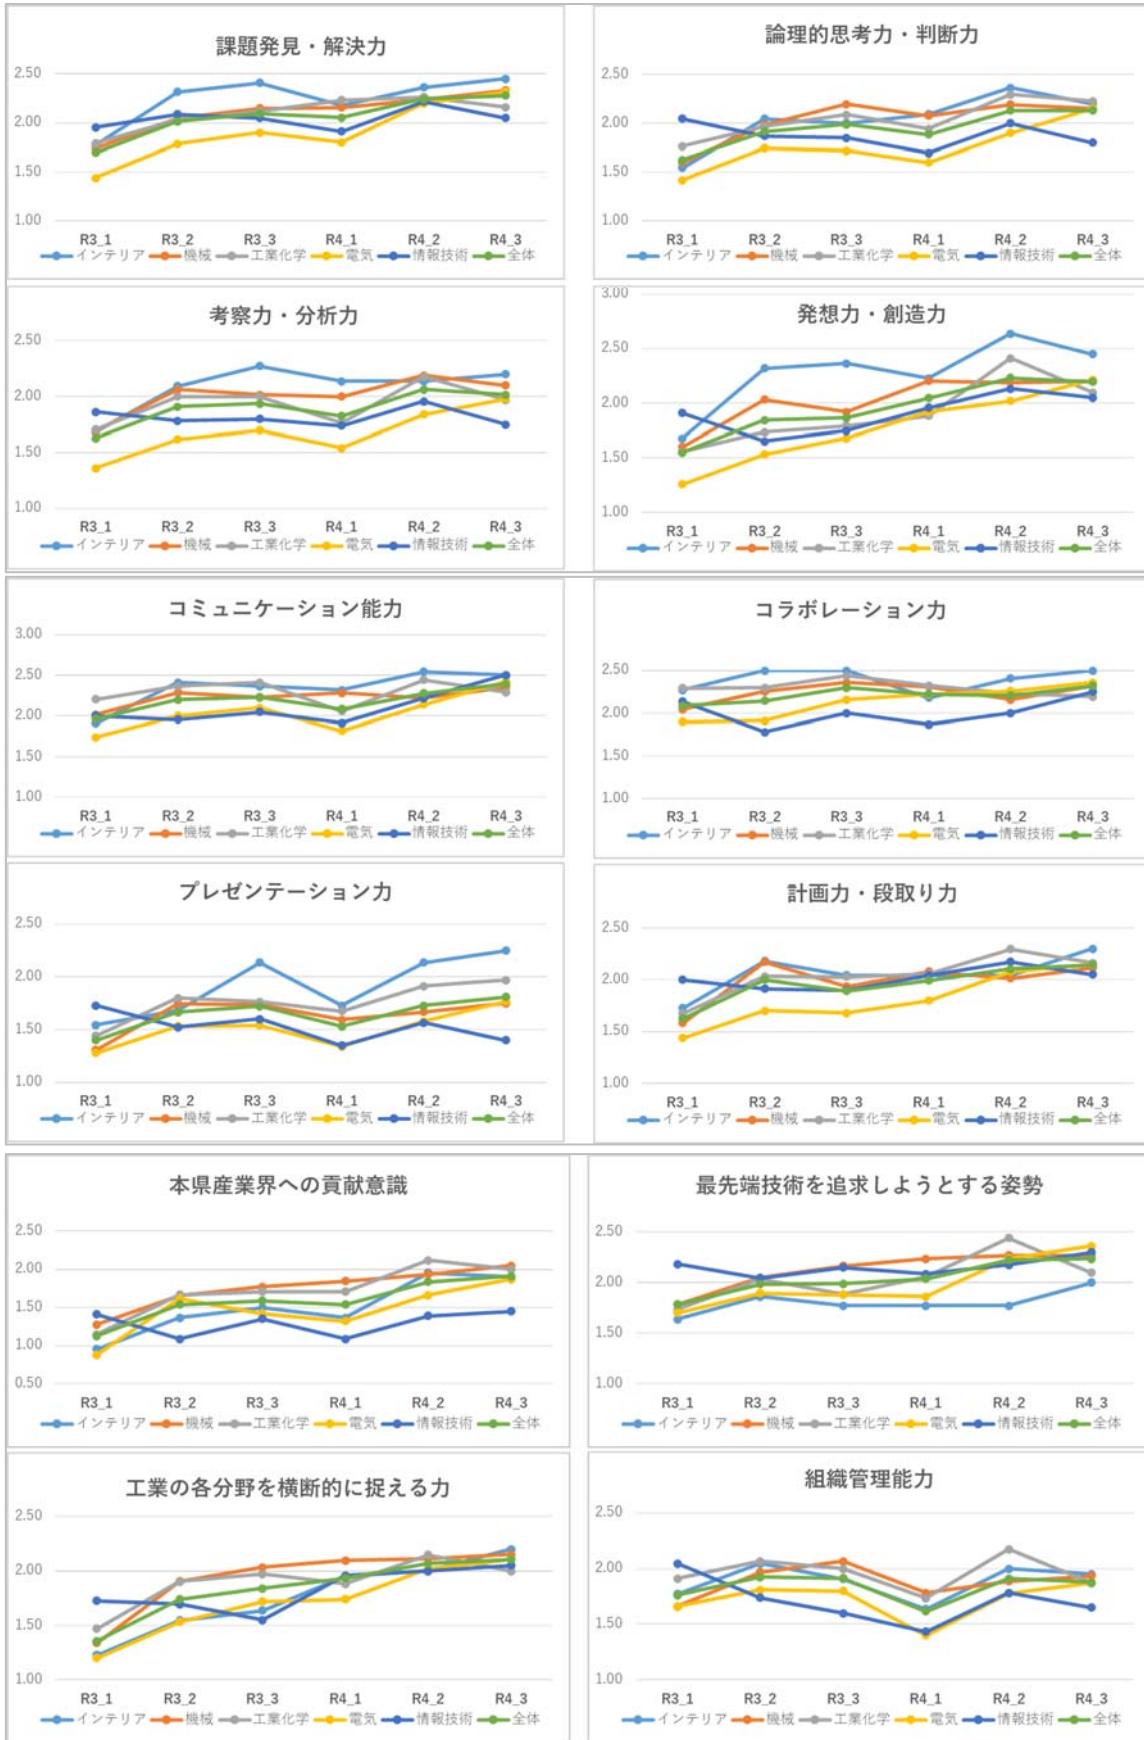 課題発見・解決力
2.50
2.00
1.50
1.00
R3_1 R3_2 R3_3 R4_1 R4_2 R4_3
インテリア 機械 工業化学 電気 情報技術 全体
論理的思考力・判断力
2.50
2.00
1.50
1.00
R3_1 R3_2 R3_3 R4_1 R4_2 R4_3
インテリア 機械 工業化学 電気 情報技術 全体
考察力・分析力
2.50
2.00
1.50
1.00
R3_1 R3_2 R3_3 R4_1 R4_2 R4_3
インテリア 機械 工業化学 電気 情報技術 全体
3.00
発想力・創造力
2.50
2.00
1.50
1.00
R3_1 R3_2 R3_3 R4_1 R4_2 R4_3
インテリア 機械 工業化学 電気 情報技術 全体
コミュニケーション能力
3.00
2.50
2.00
1.50
1.00
R3_1 R3_2 R3_3 R4_1 R4_2 R4_3
インテリア 機械 工業化学 電気 情報技術 全体
コラボレーション力
2.50
2.00
1.50
1.00
R3_1 R3_2 R3_3 R4_1 R4_2 R4_3
インテリア 機械 工業化学 電気 情報技術 全体
プレゼンテーション力
2.50
2.00
1.50
1.00
R3_1 R3_2 R3_3 R4_1 R4_2 R4_3
インテリア 機械 工業化学 電気 情報技術 全体
計画力・段取り力
2.50
2.00
1.50
1.00
R3_1 R3_2 R3_3 R4_1 R4_2 R4_3
インテリア 機械 工業化学 電気 情報技術 全体
本県産業界への貢献意識
2.50
2.00
1.50
1.00
0.50
R3_1 R3_2 R3_3 R4_1 R4_2 R4_3
インテリア 機械 工業化学 電気 情報技術 全体
最先端技術を追求しようとする姿勢
2.50
2.00
1.50
1.00
R3_1 R3_2 R3_3 R4_1 R4_2 R4_3
インテリア 機械 工業化学 電気 情報技術 全体
工業の各分野を横断的に捉える力
2.50
2.00
1.50
1.00
R3_1 R3_2 R3_3 R4_1 R4_2 R4_3
インテリア 機械 工業化学 電気 情報技術 全体
組織管理能力
2.50
2.00
1.50
1.00
R3_1 R3_2 R3_3 R4_1 R4_2 R4_3
インテリア 機械 工業化学 電気 情報技術 全体